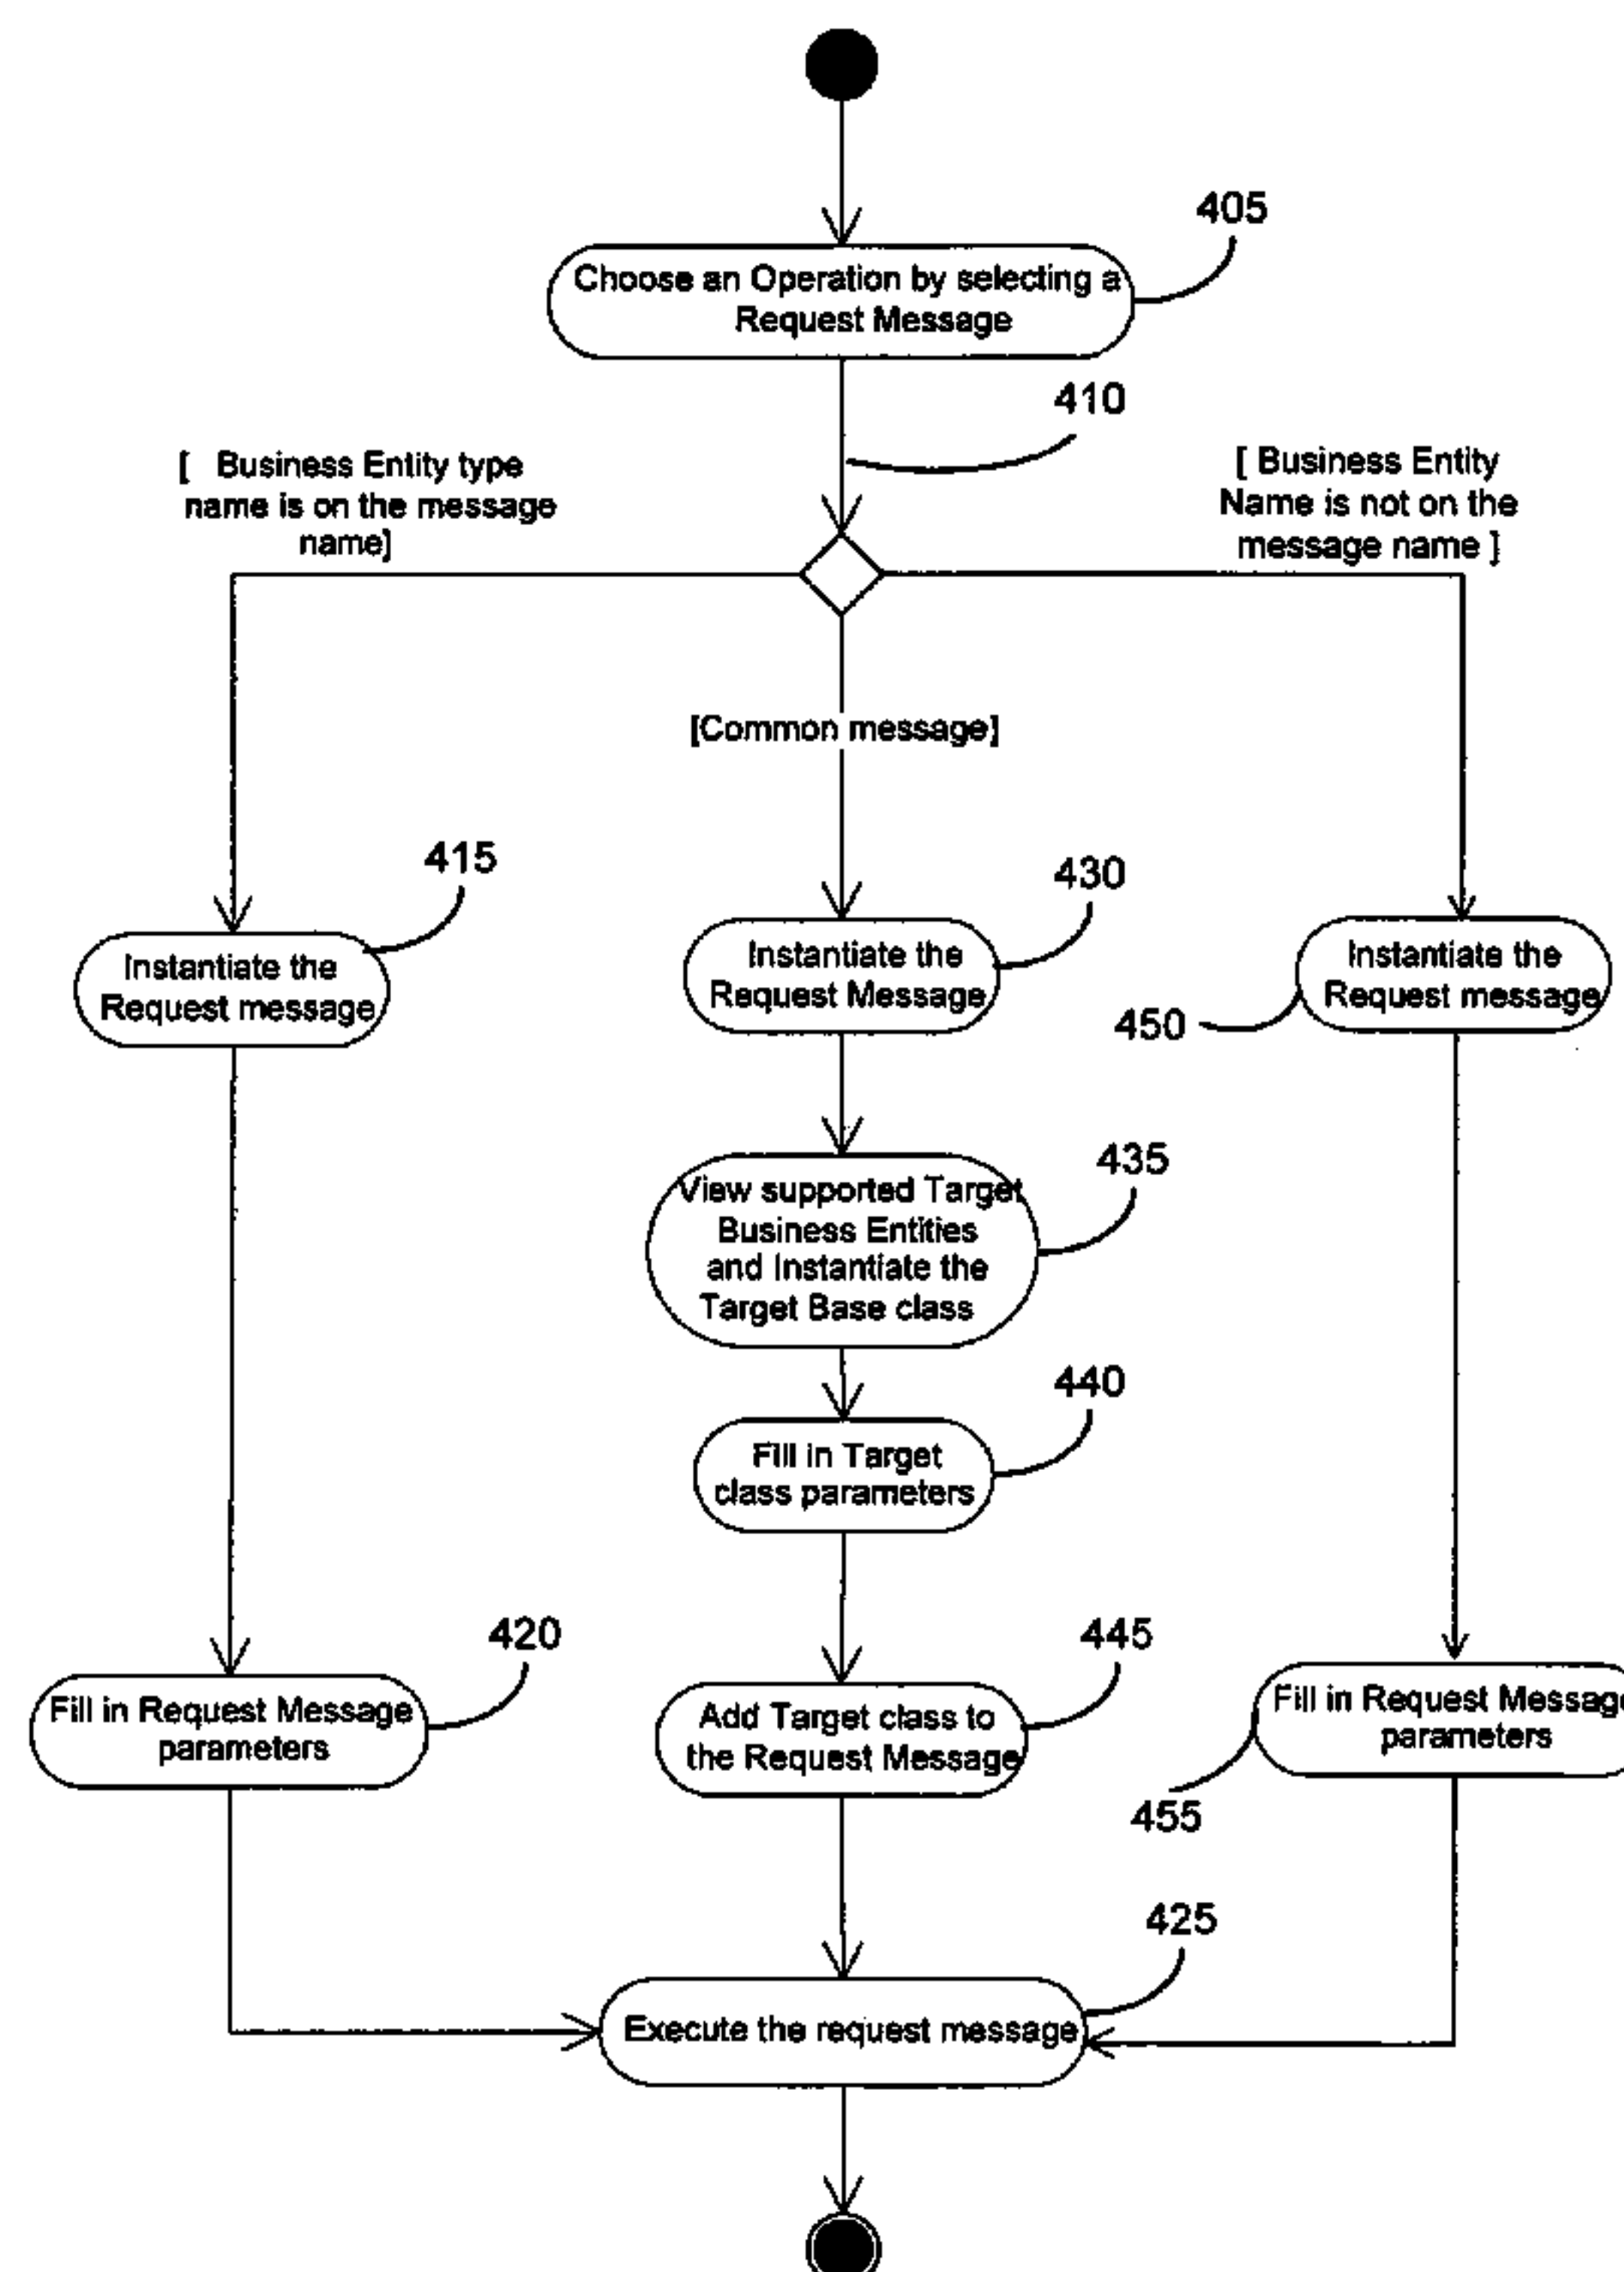 405
Choose an Operation by selecting a
Request Message
410
[ Business Entity type
name is on the message
name]
[ Business Entity
Name is not on the
message name ]
[Common message]
415
Instantiate the
Request message
430
Instantiate the
Request Message
450
Instantiate the
Request message
435
View supported Target
Business Entities
and Instantiate the
Target Base class
440
Fill in Target
class parameters
420
Fill in Request Message
parameters
445
Add Target class to
the Request Message
455
Fill in Request Message
parameters
425
Execute the request message